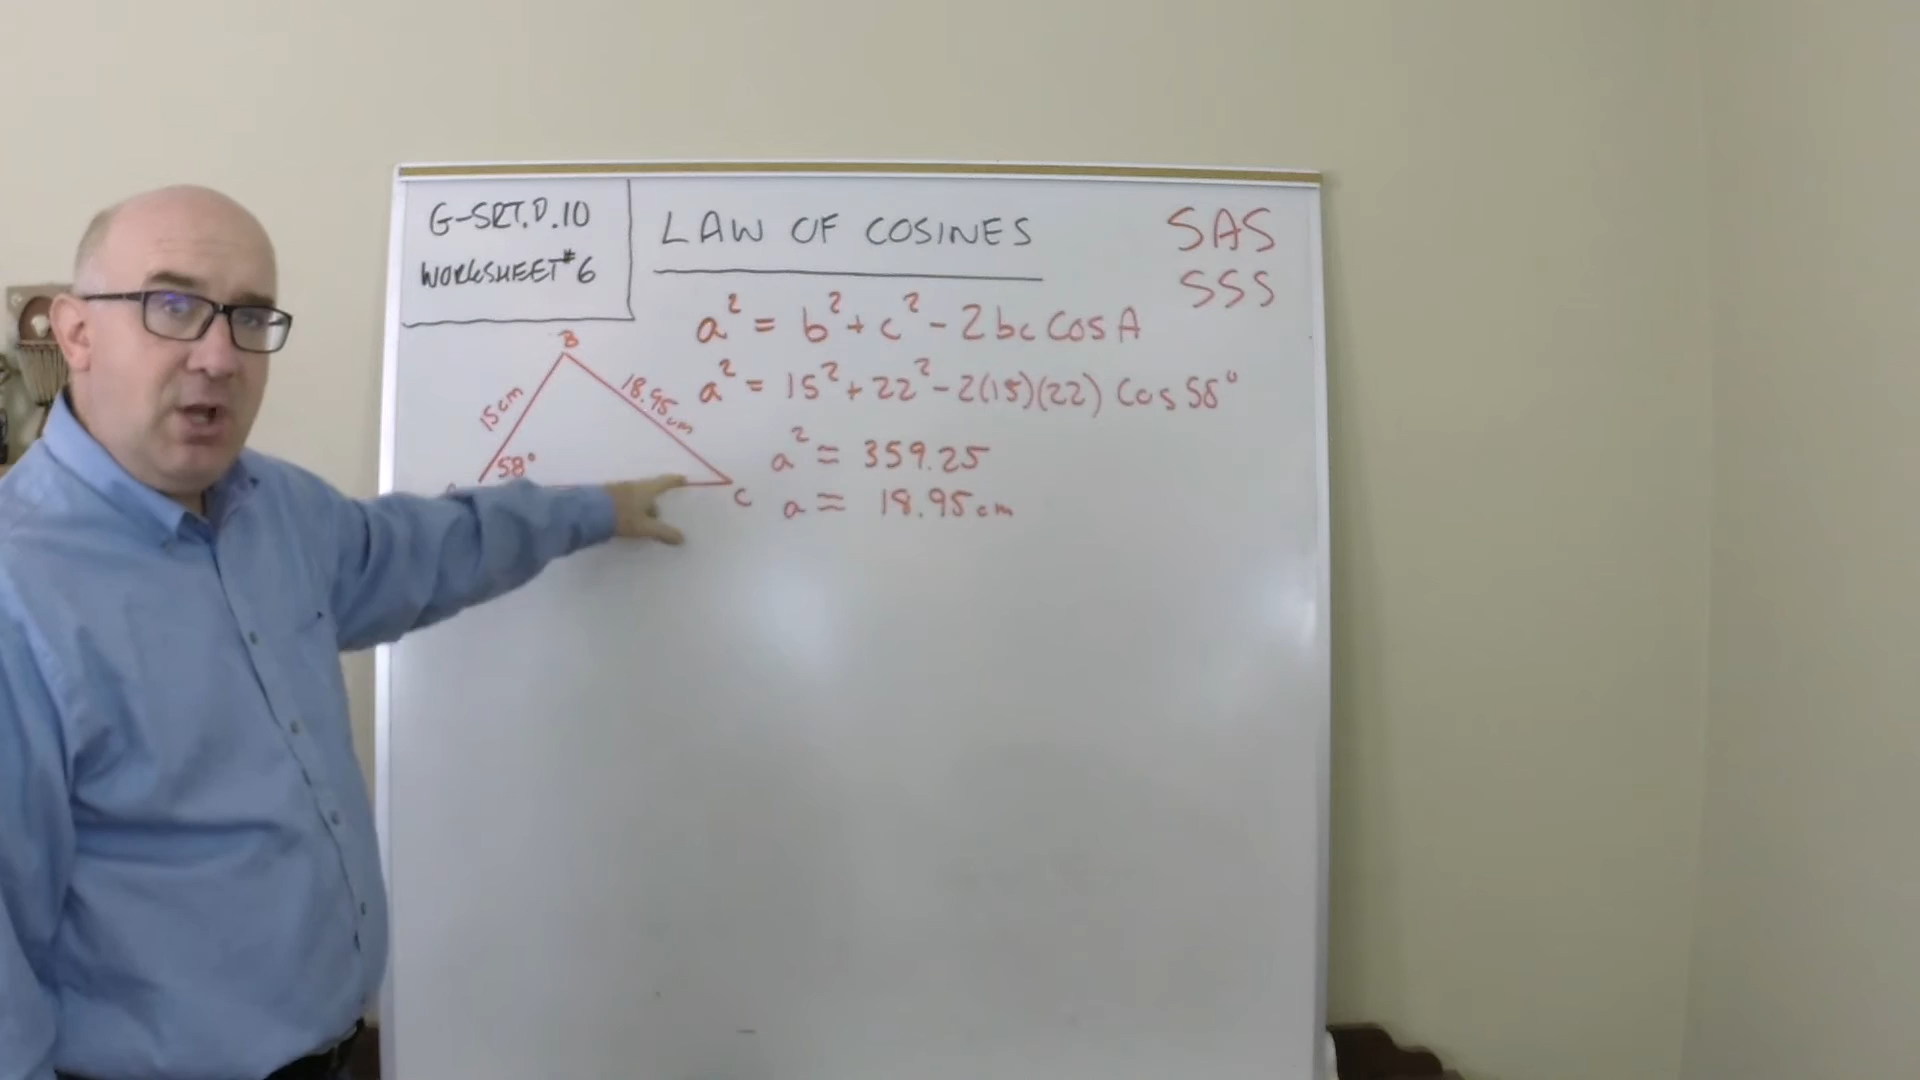 G-SRT.D.10
WORKSHEET #6
LAW OF COSINES
SAS
SSS
a² = b² + c² - 2bc Cos A
a² = 15² + 22² - 2(15)(22) Cos 58°
a² ≈ 359.25
a ≈ 18.95cm
B
15cm
18.95cm
58°
C